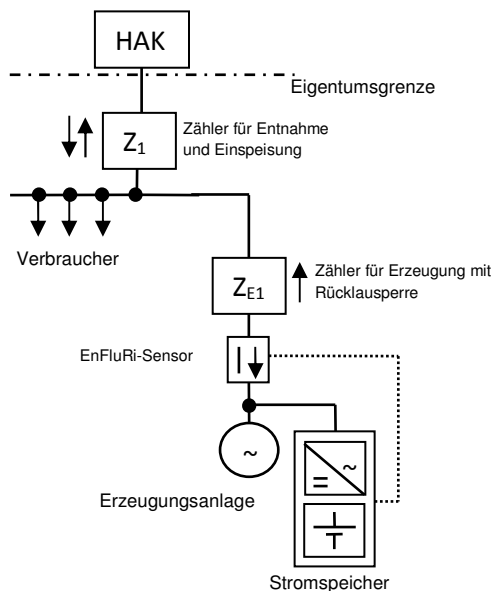 HAK
Eigentumsgrenze
Z1
Zähler für Entnahme
und Einspeisung
Verbraucher
ZE1
Zähler für Erzeugung mit
Rücklausperre
EnFluRi-Sensor
~
Erzeugungsanlage
~
=
Stromspeicher